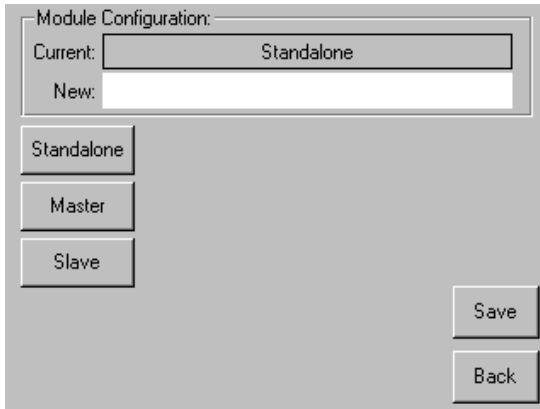 Module Configuration:
Current: Standalone
New:
Standalone
Master
Slave
Save
Back